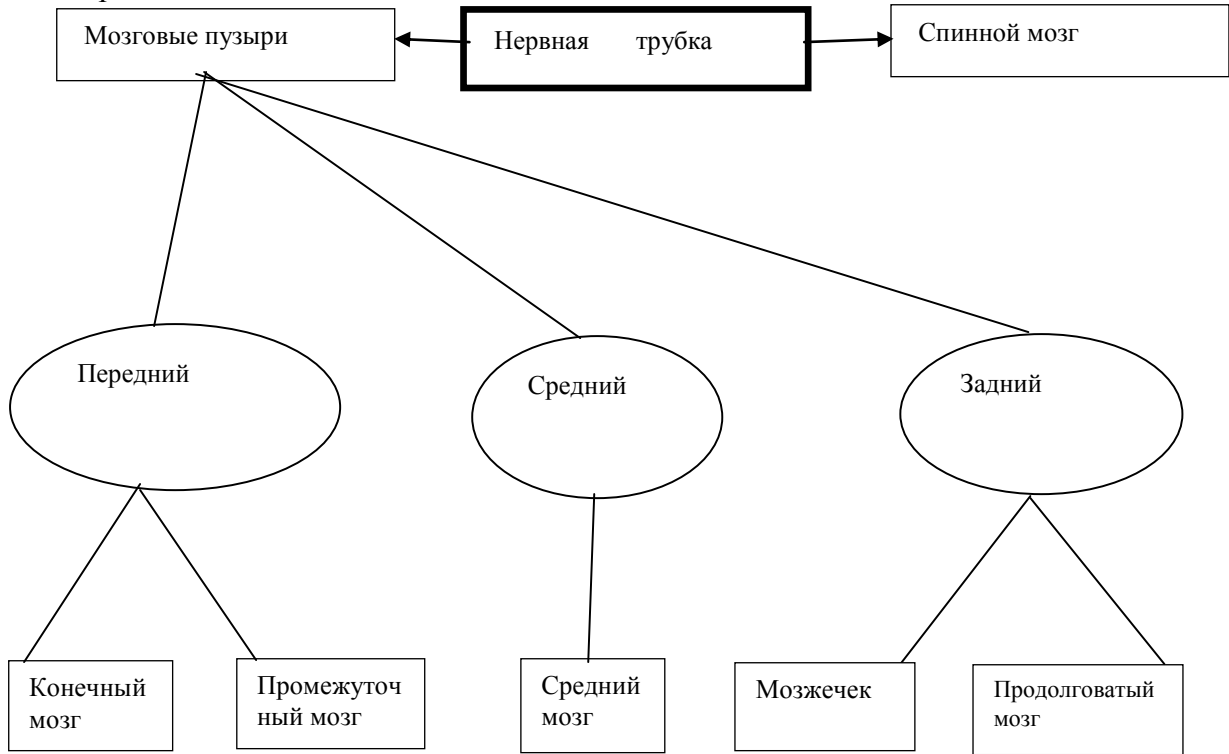 Мозговые пузыри
Нервная трубка
Спинной мозг
Передний
Средний
Задний
Конечный
мозг
Промежуточ
ный мозг
Средний
мозг
Мозжечек
Продолговатый
мозг